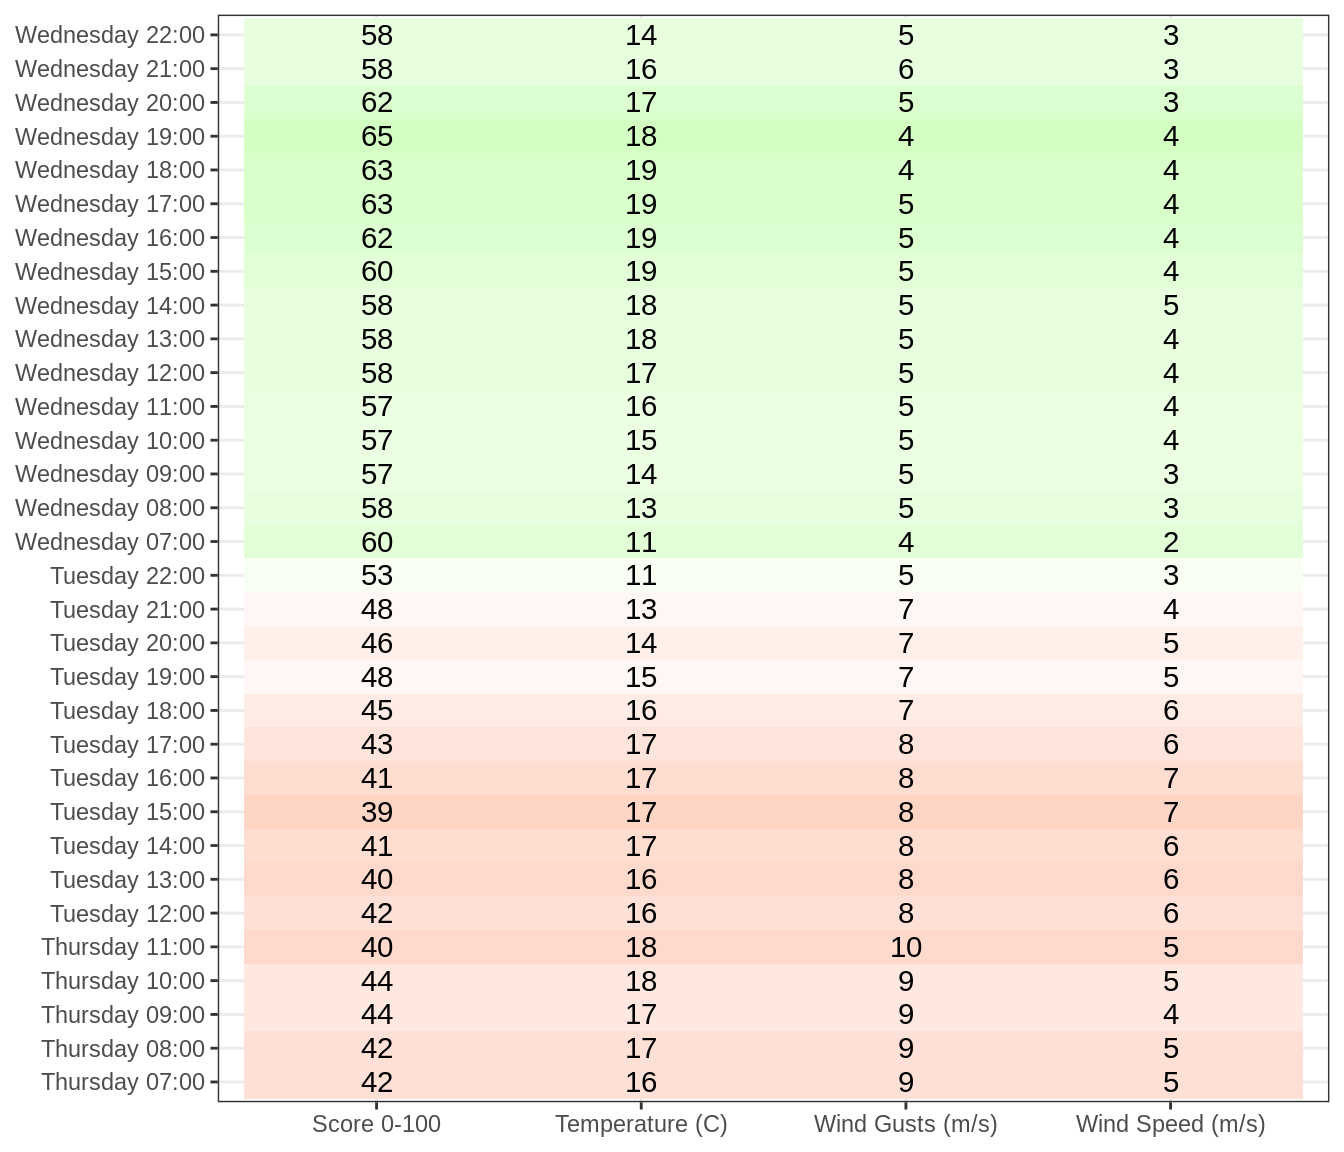 Wednesday 22:00 58 14 5 3
Wednesday 21:00 58 16 6 3
Wednesday 20:00 62 17 5 3
Wednesday 19:00 65 18 4 4
Wednesday 18:00 63 19 4 4
Wednesday 17:00 63 19 5 4
Wednesday 16:00 62 19 5 4
Wednesday 15:00 60 19 5 4
Wednesday 14:00 58 18 5 5
Wednesday 13:00 58 18 5 4
Wednesday 12:00 58 17 5 4
Wednesday 11:00 57 16 5 4
Wednesday 10:00 57 15 5 4
Wednesday 09:00 57 14 5 3
Wednesday 08:00 58 13 5 3
Wednesday 07:00 60 11 4 2
Tuesday 22:00 53 11 5 3
Tuesday 21:00 48 13 7 4
Tuesday 20:00 46 14 7 5
Tuesday 19:00 48 15 7 5
Tuesday 18:00 45 16 7 6
Tuesday 17:00 43 17 8 6
Tuesday 16:00 41 17 8 7
Tuesday 15:00 39 17 8 7
Tuesday 14:00 41 17 8 6
Tuesday 13:00 40 16 8 6
Tuesday 12:00 42 16 8 6
Thursday 11:00 40 18 10 5
Thursday 10:00 44 18 9 5
Thursday 09:00 44 17 9 4
Thursday 08:00 42 17 9 5
Thursday 07:00 42 16 9 5
Score 0-100 Temperature (C) Wind Gusts (m/s) Wind Speed (m/s)